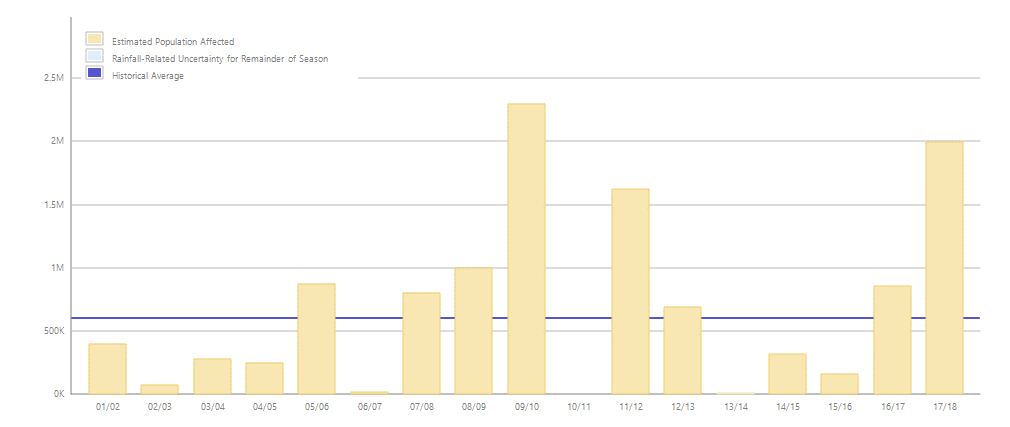 Estimated Population Affected
Rainfall-Related Uncertainty for Remainder of Season
Historical Average
2.5M
2M
1.5M
1M
500K
0K
01/02 02/03 03/04 04/05 05/06 06/07 07/08 08/09 09/10 10/11 11/12 12/13 13/14 14/15 15/16 16/17 17/18